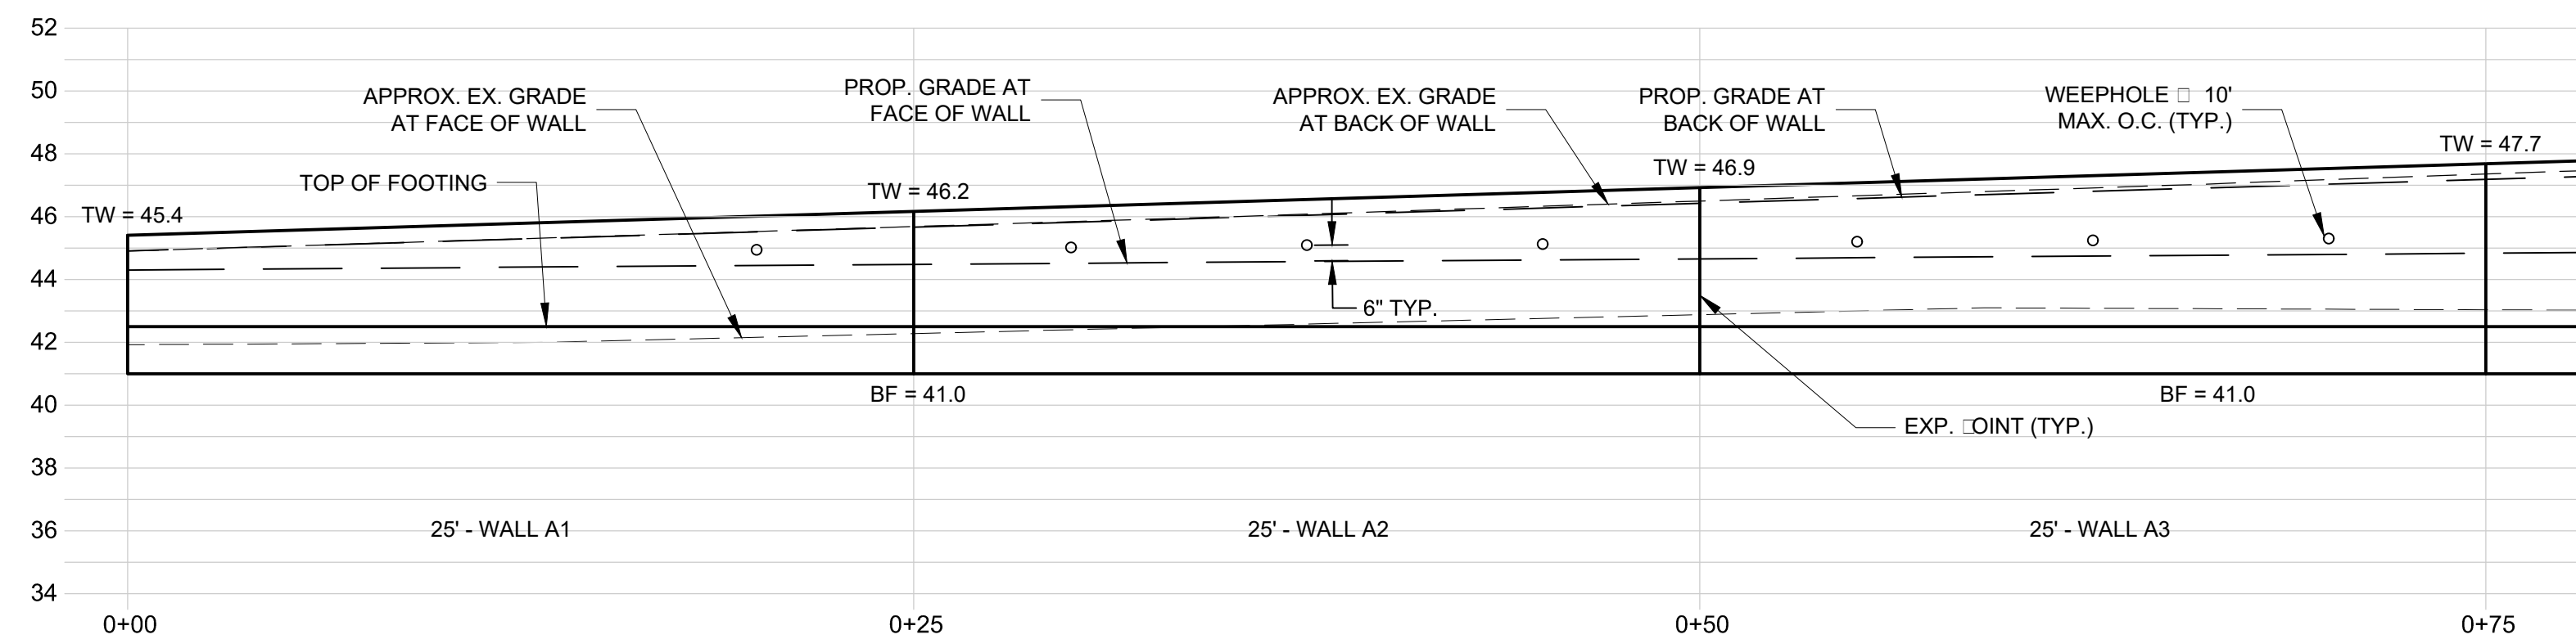 52
50
48
46
44
42
40
38
36
34
APPROX. EX. GRADE
AT FACE OF WALL
PROP. GRADE AT
FACE OF WALL
APPROX. EX. GRADE
AT BACK OF WALL
PROP. GRADE AT
BACK OF WALL
WEEPHOLE □ 10'
MAX. O.C. (TYP.)
TOP OF FOOTING
TW = 45.4
TW = 46.2
TW = 46.9
TW = 47.7
6" TYP.
BF = 41.0
BF = 41.0
EXP. □OINT (TYP.)
25' - WALL A1
25' - WALL A2
25' - WALL A3
0+00
0+25
0+50
0+75